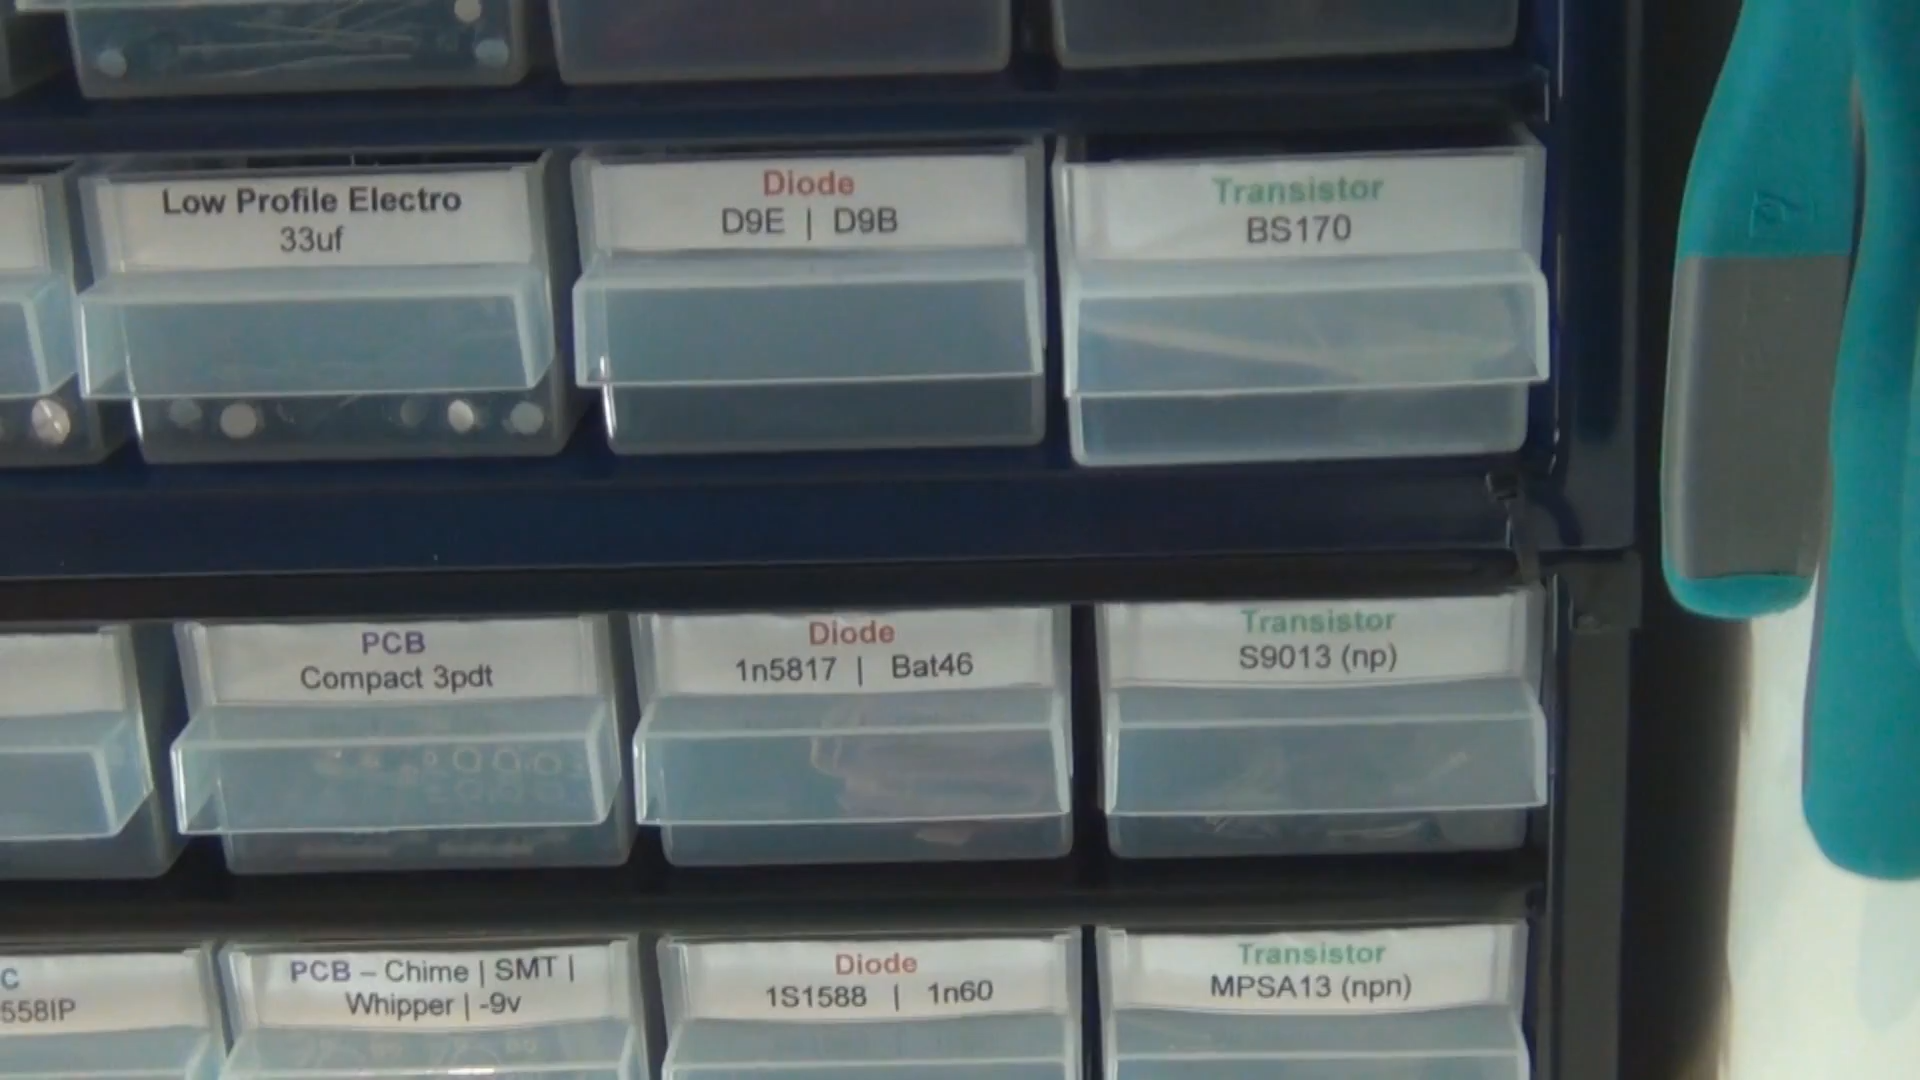 Low Profile Electro
33uf
Diode
D9E | D9B
Transistor
BS170
PCB
Compact 3pdt
Diode
1n5817 | Bat46
Transistor
S9013 (np)
C
558IP
PCB – Chime | SMT |
Whipper | -9v
Diode
1S1588 | 1n60
Transistor
MPSA13 (npn)